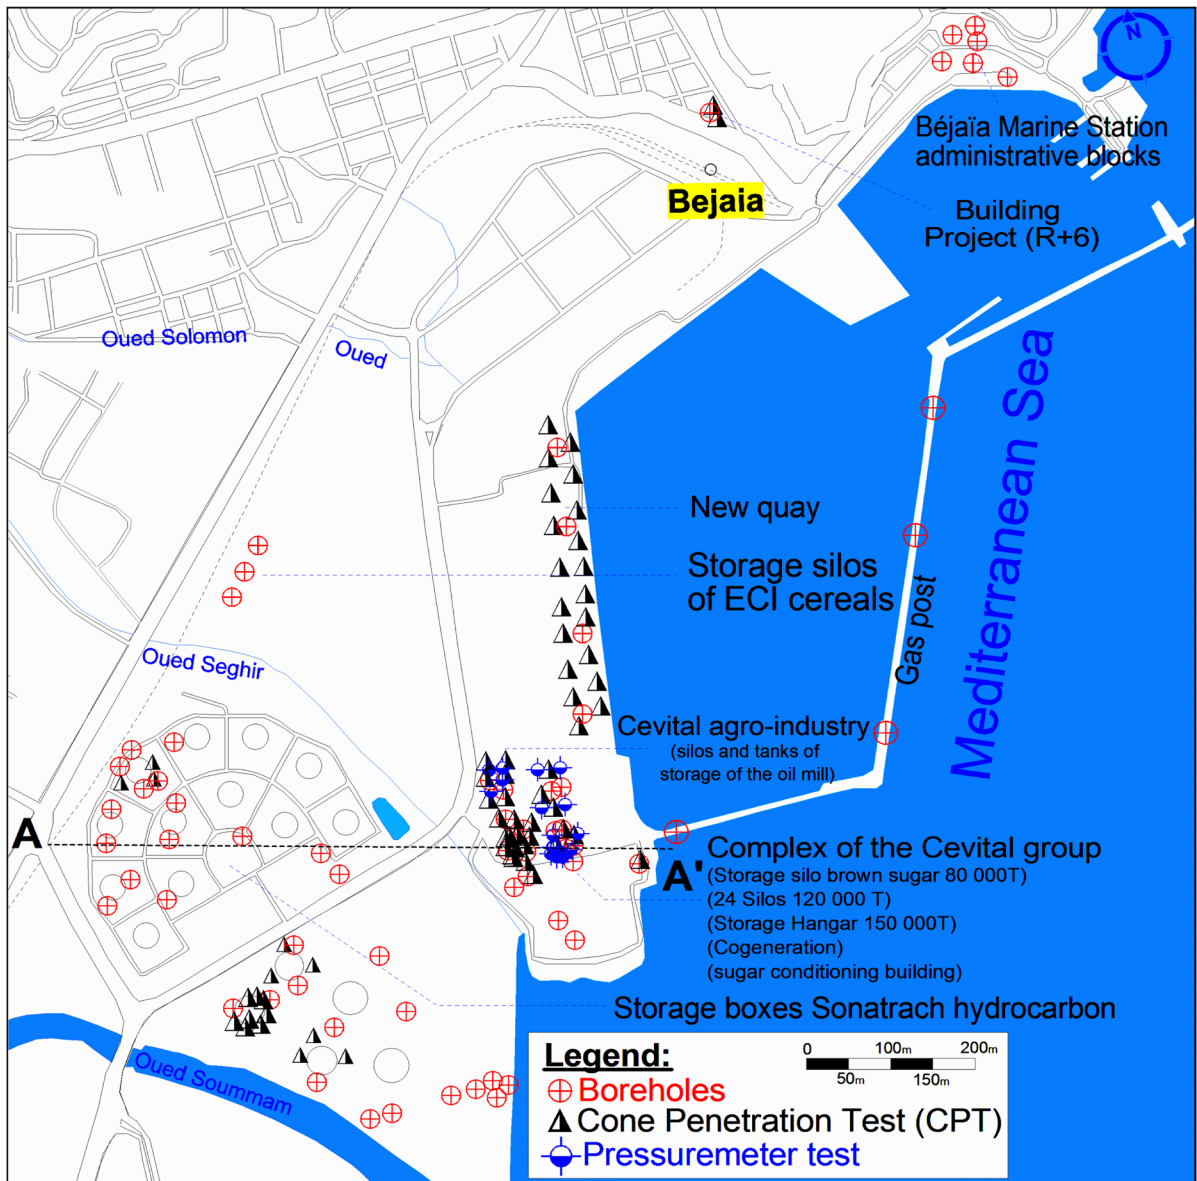 N
Béjaïa Marine Station
administrative blocks
Bejaia
Building
Project (R+6)
Oued Solomon
Oued
Mediterranean Sea
New quay
Storage silos
of ECI cereals
Gas post
Oued Seghir
Cevital agro-industry
(silos and tanks of
storage of the oil mill)
A
A'
Complex of the Cevital group
(Storage silo brown sugar 80 000T)
(24 Silos 120 000 T)
(Storage Hangar 150 000T)
(Cogeneration)
(sugar conditioning building)
Storage boxes Sonatrach hydrocarbon
Oued Soummam
Legend:
0 100m 200m
50m 150m
Boreholes
Cone Penetration Test (CPT)
Pressuremeter test